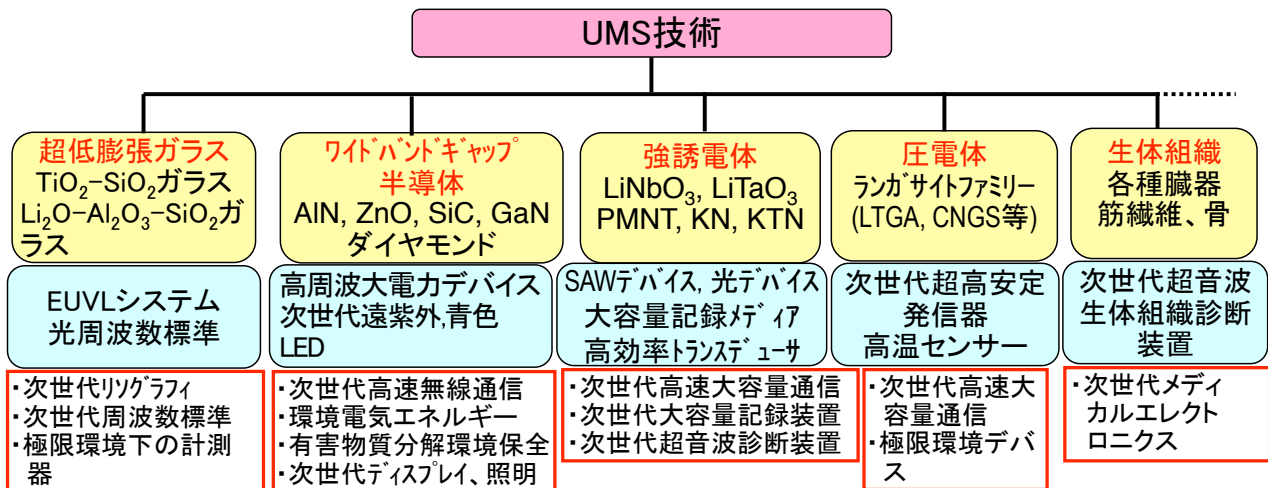 UMS技術
超低膨張ガラス
TiO₂−SiO₂ガラス
Li₂O−Al₂O₃−SiO₂ガ
ラス
EUVLシステム
光周波数標準
・次世代リソグラフィ
・次世代周波数標準
・極限環境下の計測
器
ワイドバンドギャップ
半導体
AlN, ZnO, SiC, GaN
ダイヤモンド
高周波大電力デバイス
次世代遠紫外,青色
LED
・次世代高速無線通信
・環境電気エネルギー
・有害物質分解環境保全
・次世代ディスプレイ、照明
強誘電体
LiNbO₃, LiTaO₃
PMNT, KN, KTN
SAWデバイス, 光デバイス
大容量記録メディア
高効率トランスデューサ
・次世代高速大容量通信
・次世代大容量記録装置
・次世代超音波診断装置
圧電体
ランガサイトファミリー
(LTGA, CNGS等)
次世代超高安定
発信器
高温センサー
・次世代高速大
容量通信
・極限環境デバ
ス
生体組織
各種臓器
筋繊維、骨
次世代超音波
生体組織診断
装置
・次世代メディ
カルエレクト
ロニクス